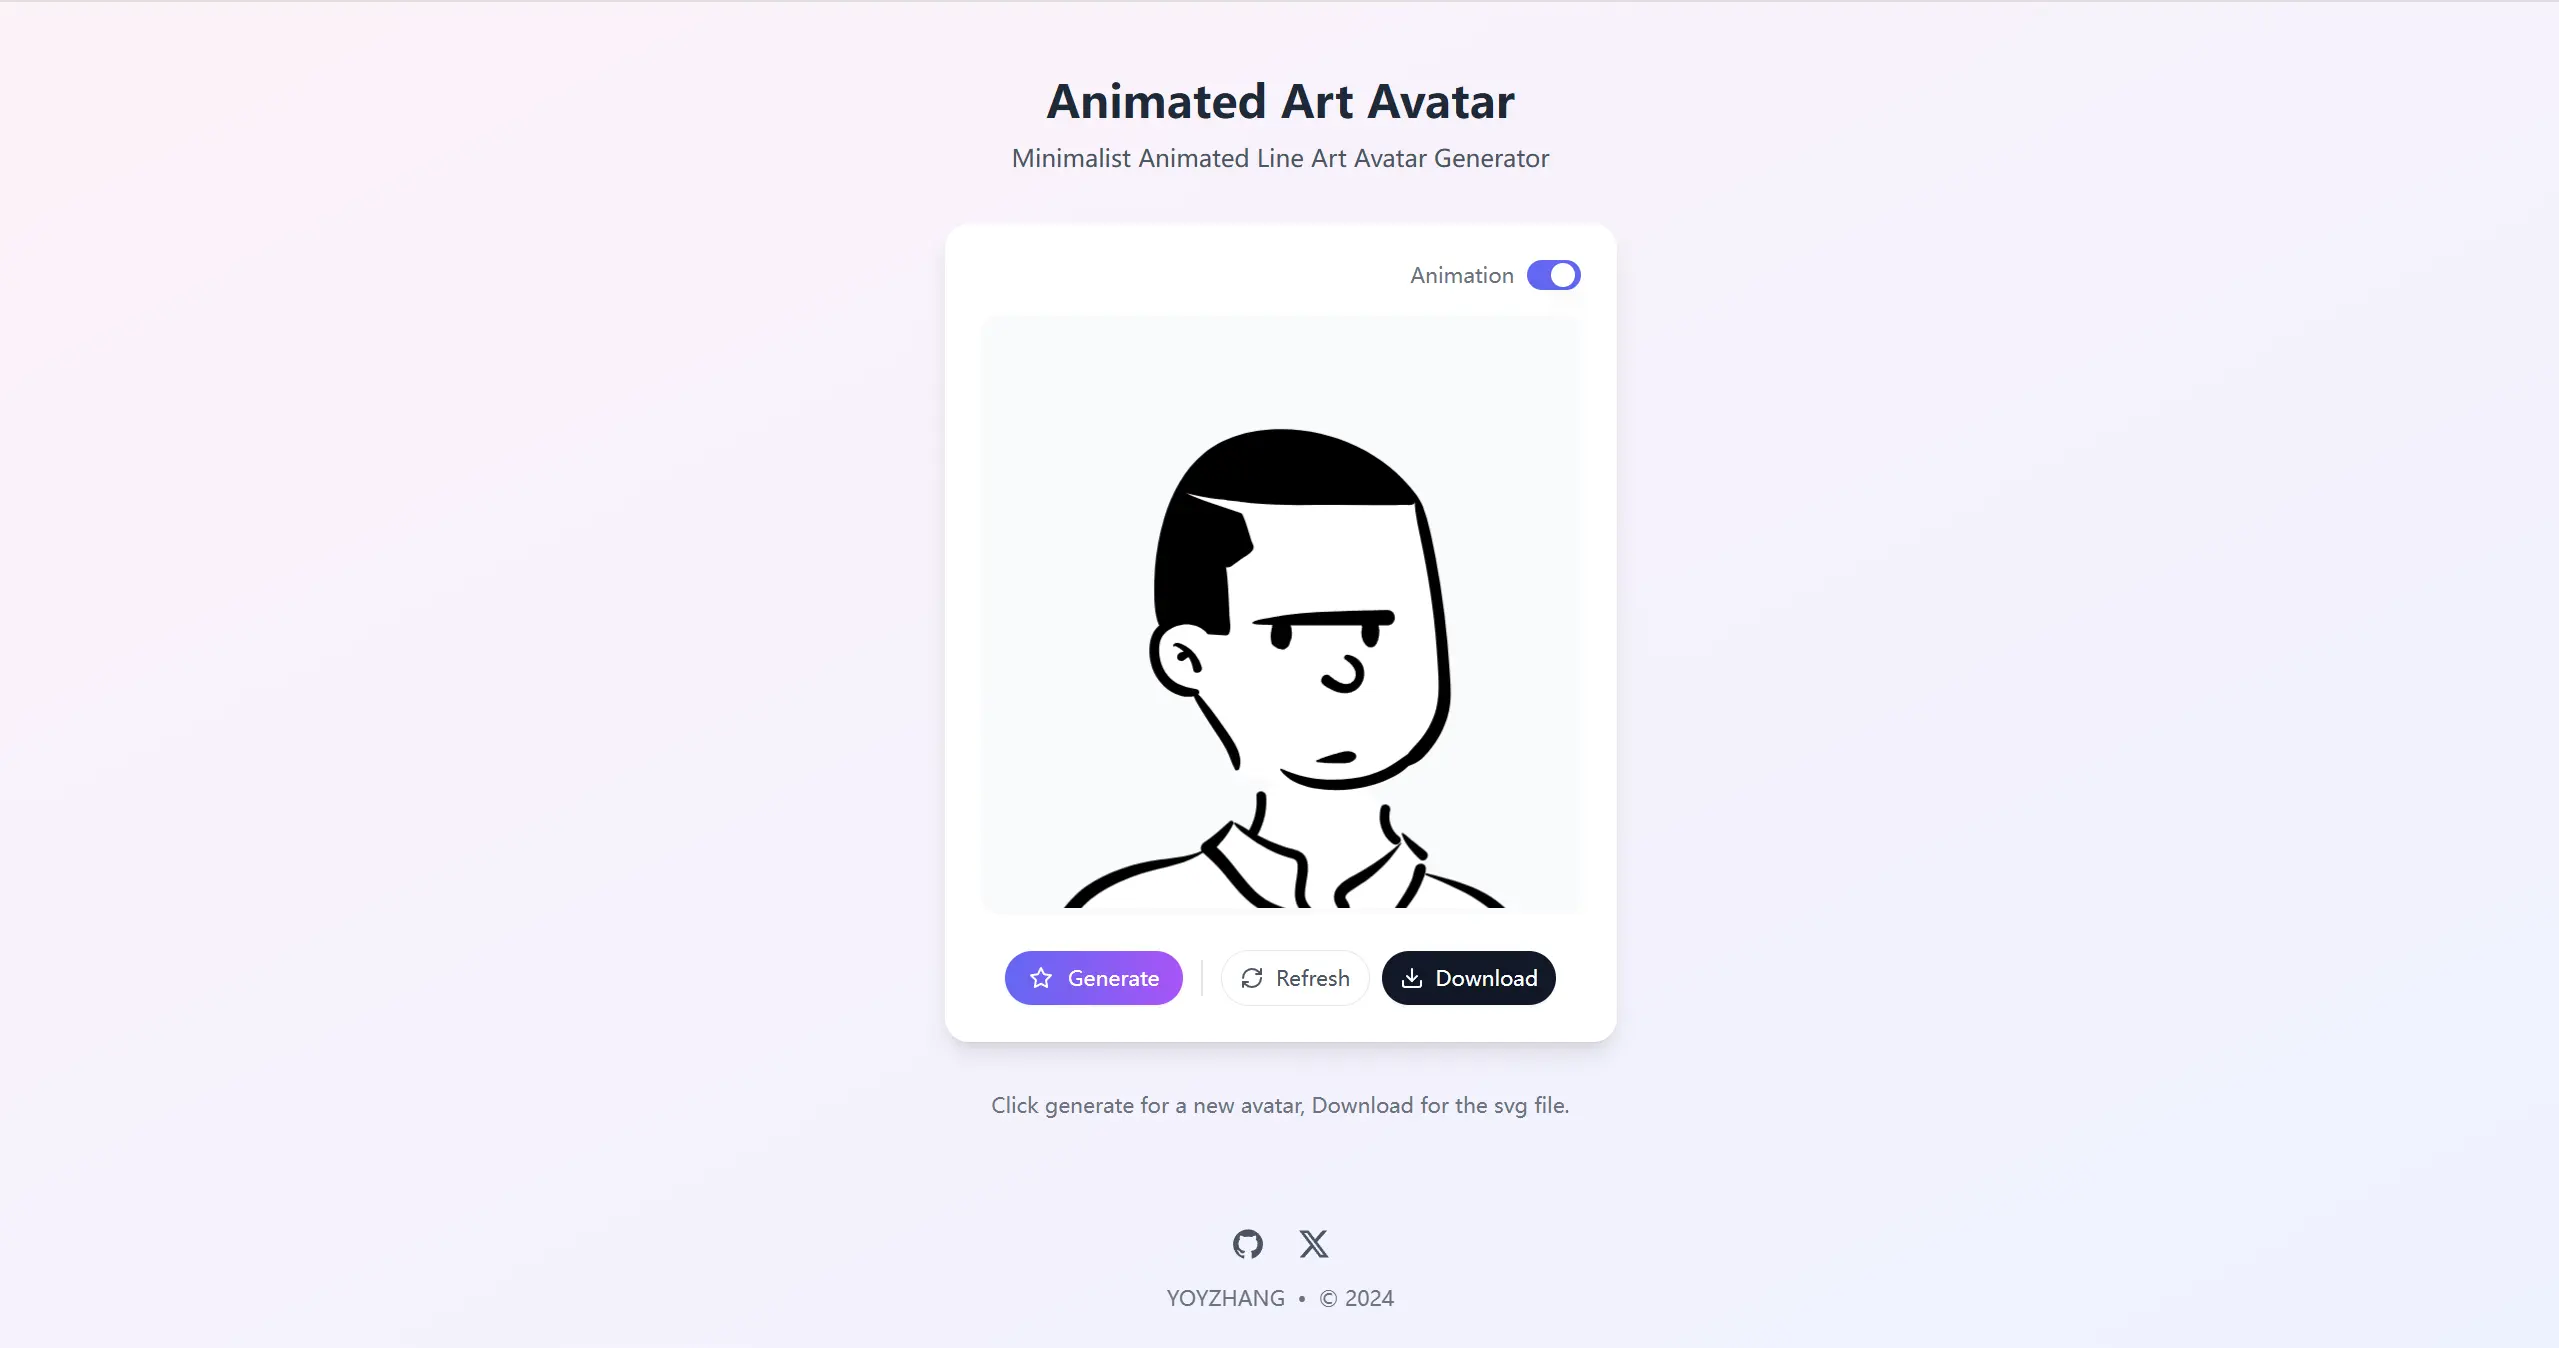 Animated Art Avatar
Minimalist Animated Line Art Avatar Generator
Animation
Generate
Refresh
Download
Click generate for a new avatar, Download for the svg file.
YOYZHANG • © 2024